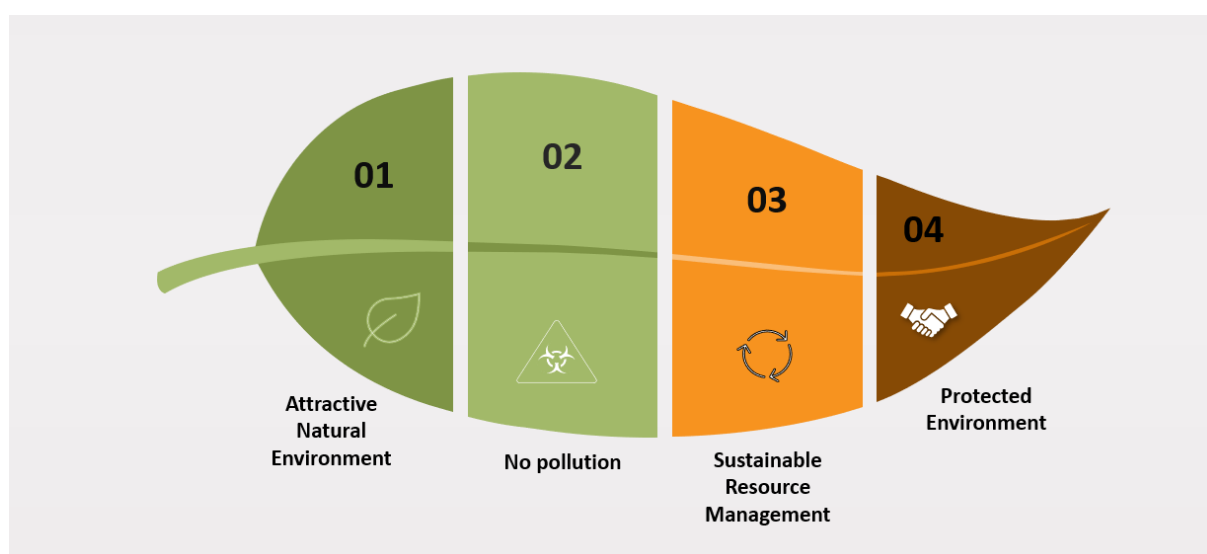 01
Attractive
Natural
Environment
02
No pollution
03
Sustainable
Resource
Management
04
Protected
Environment